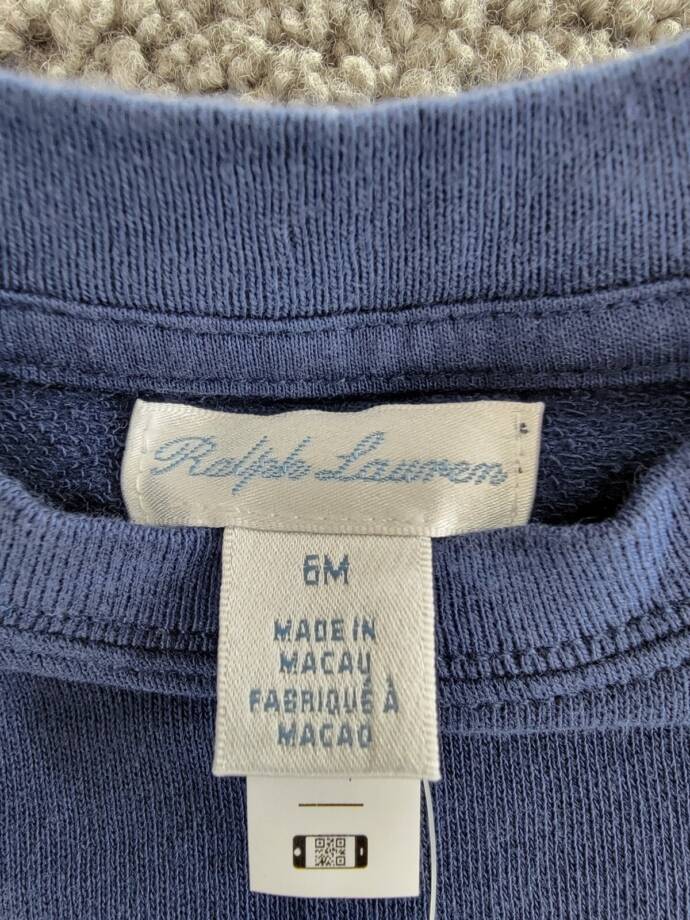 Ralph Lauren
6M
MADE IN
MACAU
FABRIQUÉ À
MACAO